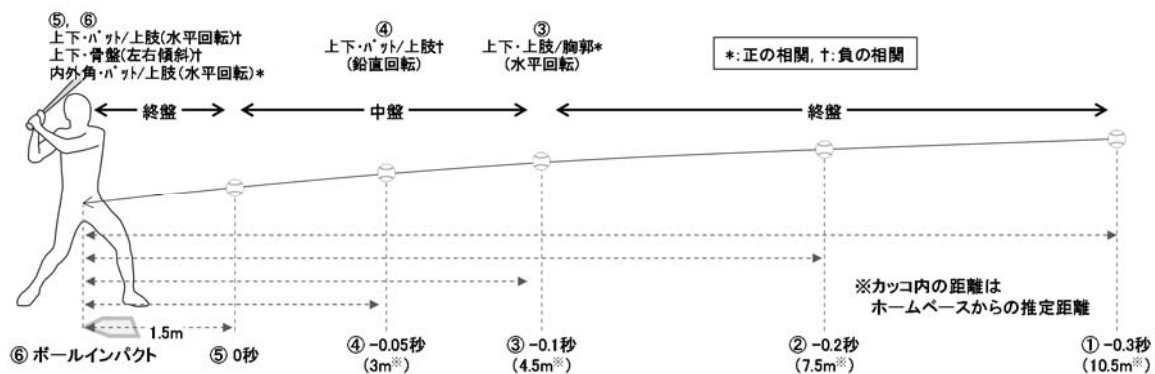 ⑤, ⑥
上下･ﾊﾞｯﾄ/上肢(水平回転)†
上下･骨盤(左右傾斜)†
内外角･ﾊﾞｯﾄ/上肢(水平回転)*
④
上下･ﾊﾞｯﾄ/上肢†
(鉛直回転)
③
上下･上肢/胸郭*
(水平回転)
*:正の相関, †:負の相関
終盤
中盤
終盤
※カッコ内の距離は
ホームベースからの推定距離
1.5m
⑥ ボールインパクト
⑤ 0秒
④ −0.05秒
(3m※)
③ −0.1秒
(4.5m※)
② −0.2秒
(7.5m※)
① −0.3秒
(10.5m※)